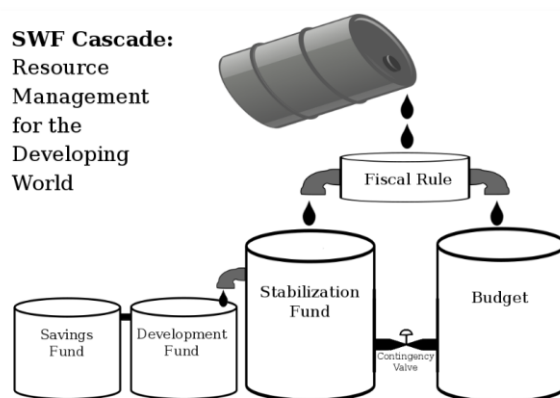 SWF Cascade:
Resource
Management
for the
Developing
World
Fiscal Rule
Stabilization
Fund
Budget
Savings
Fund
Development
Fund
Contingency
Valve